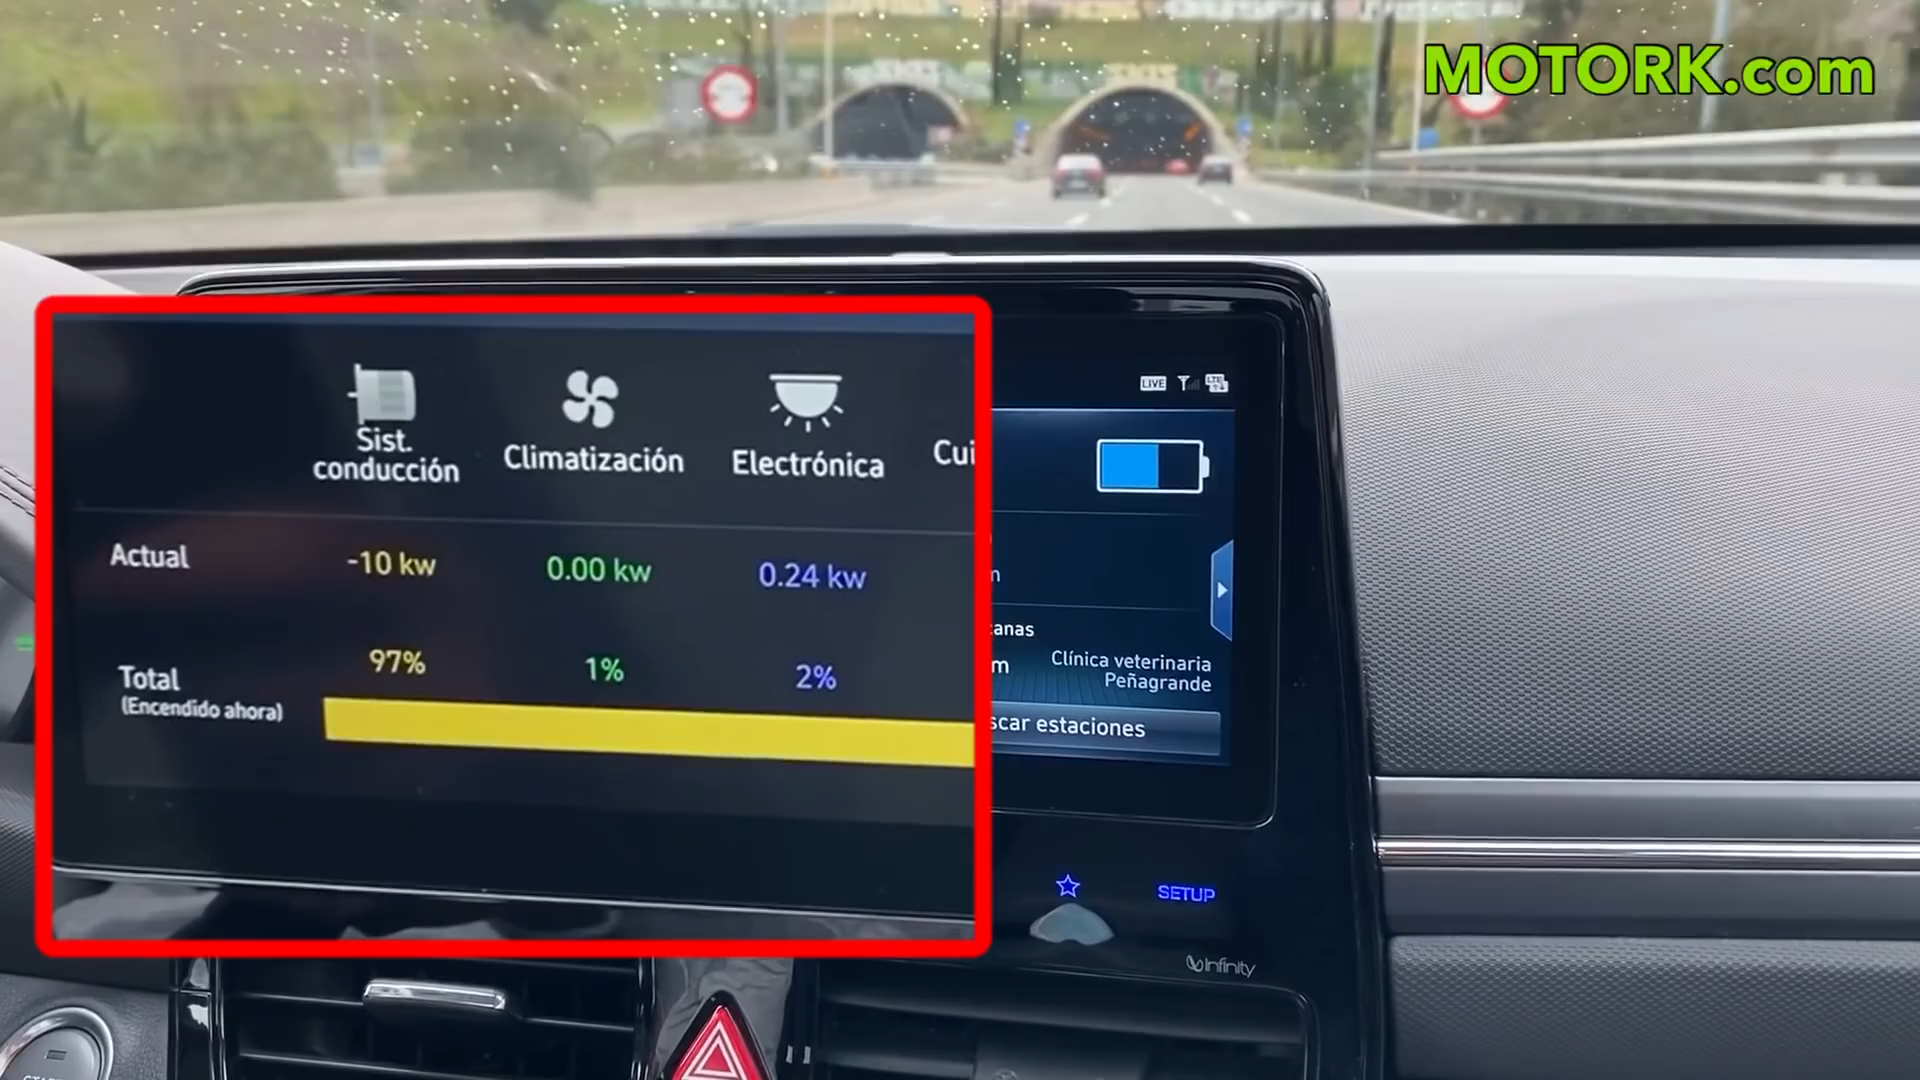 MOTORK.com
LIVE
LTE
Sist.
conducción
Climatización
Electrónica
Cui
Actual
-10 kw
0.00 kw
0.24 kw
Total
(Encendido ahora)
97%
1%
2%
n
anas
m
Clínica veterinaria
Peñagrande
scar estaciones
SETUP
Infinity